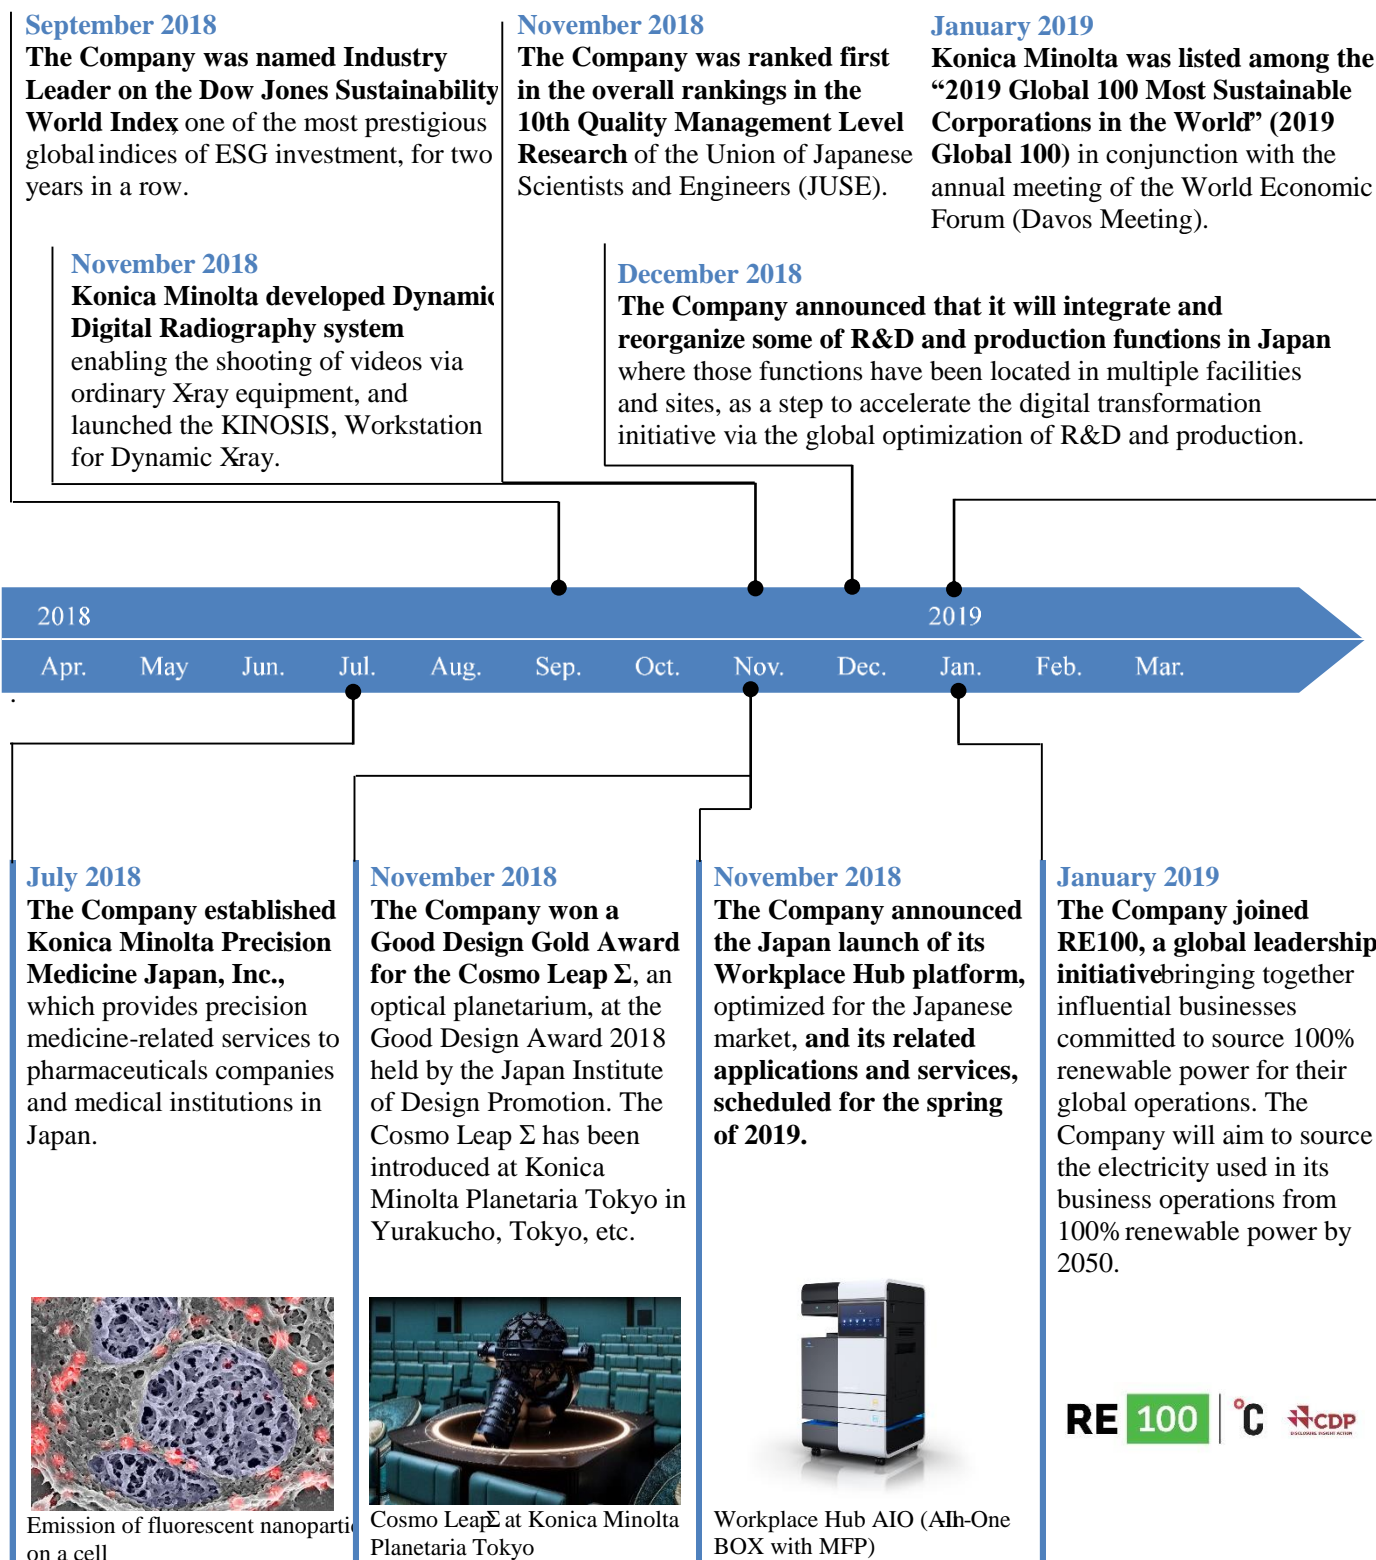 September 2018
The Company was named Industry
Leader on the Dow Jones Sustainability
World Index, one of the most prestigious
global indices of ESG investment, for two
years in a row.
November 2018
The Company was ranked first
in the overall rankings in the
10th Quality Management Level
Research of the Union of Japanese
Scientists and Engineers (JUSE).
January 2019
Konica Minolta was listed among the
“2019 Global 100 Most Sustainable
Corporations in the World” (2019
Global 100) in conjunction with the
annual meeting of the World Economic
Forum (Davos Meeting).
November 2018
Konica Minolta developed Dynamic
Digital Radiography system
enabling the shooting of videos via
ordinary X-ray equipment, and
launched the KINOSIS, Workstation
for Dynamic X-ray.
December 2018
The Company announced that it will integrate and
reorganize some of R&D and production functions in Japan
where those functions have been located in multiple facilities
and sites, as a step to accelerate the digital transformation
initiative via the global optimization of R&D and production.
2018 2019
Apr. May Jun. Jul. Aug. Sep. Oct. Nov. Dec. Jan. Feb. Mar.
.
July 2018
The Company established
Konica Minolta Precision
Medicine Japan, Inc.,
which provides precision
medicine-related services to
pharmaceuticals companies
and medical institutions in
Japan.
Emission of fluorescent nanoparti
on a cell
November 2018
The Company won a
Good Design Gold Award
for the Cosmo Leap Σ, an
optical planetarium, at the
Good Design Award 2018
held by the Japan Institute
of Design Promotion. The
Cosmo Leap Σ has been
introduced at Konica
Minolta Planetaria Tokyo in
Yurakucho, Tokyo, etc.
Cosmo Leap Σ at Konica Minolta
Planetaria Tokyo
November 2018
The Company announced
the Japan launch of its
Workplace Hub platform,
optimized for the Japanese
market, and its related
applications and services,
scheduled for the spring
of 2019.
Workplace Hub AIO (All-In-One
BOX with MFP)
January 2019
The Company joined
RE100, a global leadership
initiative bringing together
influential businesses
committed to source 100%
renewable power for their
global operations. The
Company will aim to source
the electricity used in its
business operations from
100% renewable power by
2050.
RE 100 °C CDP
DISCLOSURE INSIGHT ACTION